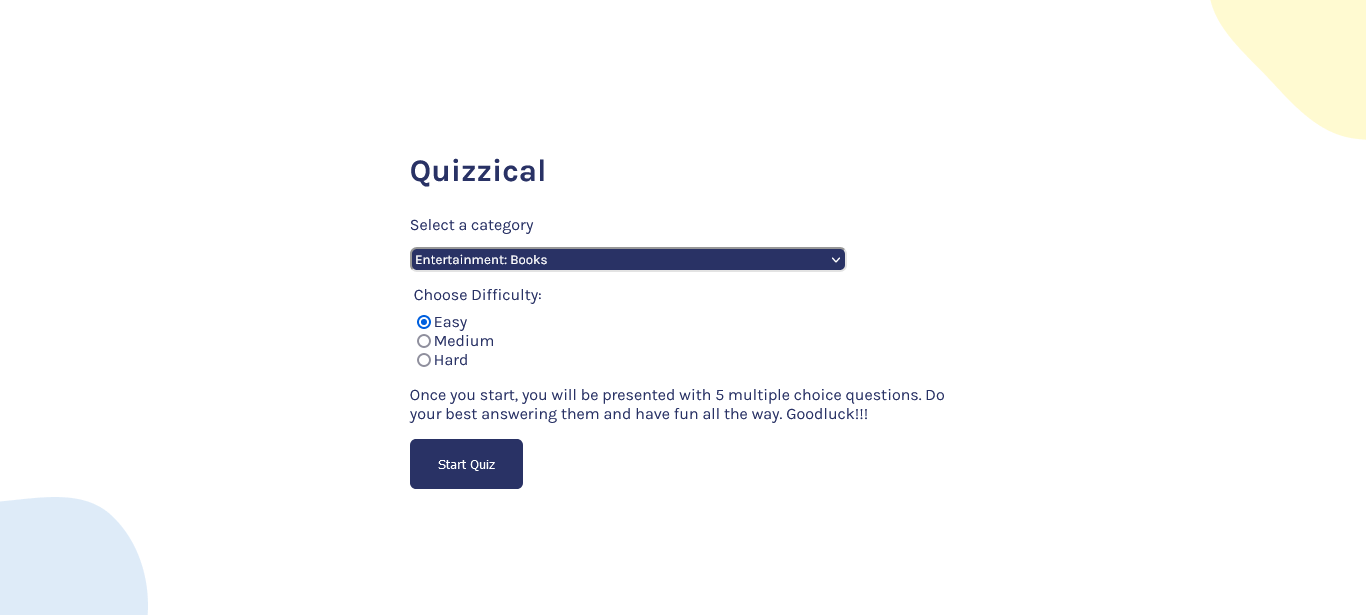 Quizzical
Select a category
Entertainment: Books
Choose Difficulty:
Easy
Medium
Hard
Once you start, you will be presented with 5 multiple choice questions. Do
your best answering them and have fun all the way. Goodluck!!!
Start Quiz